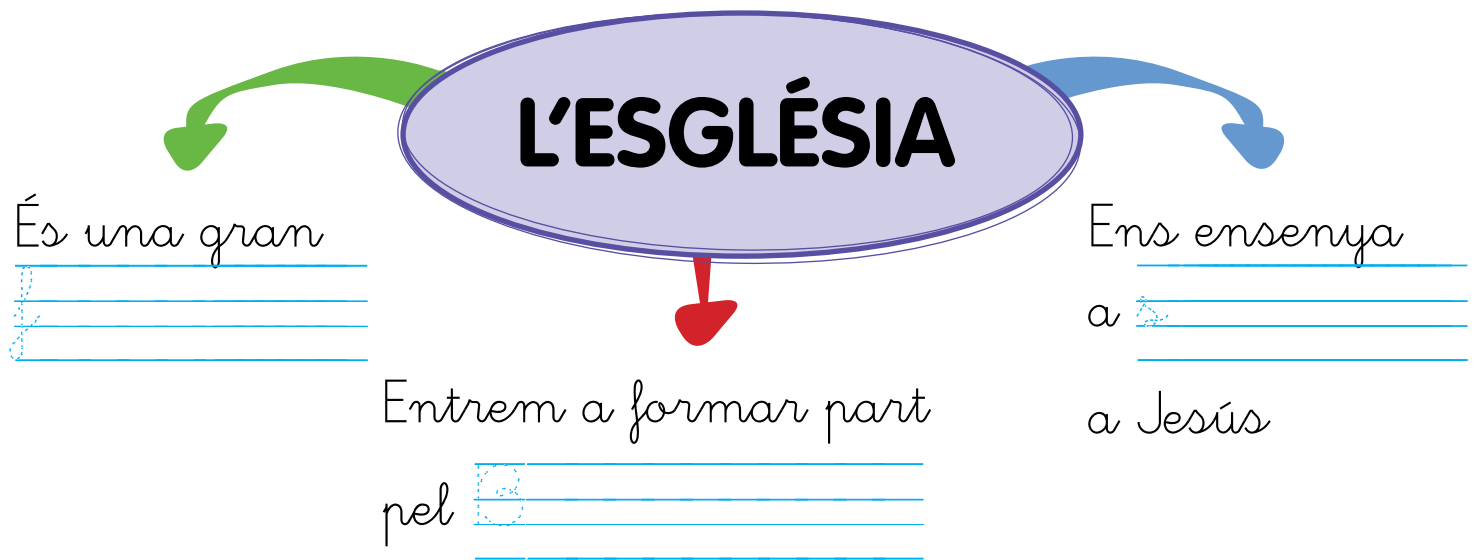 L'ESGLÉSIA
És una gran
f
Entrem a formar part
pel B
Ens ensenya
a s
a Jesús